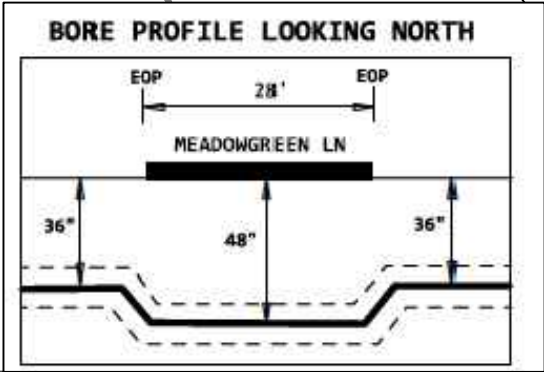 BORE PROFILE LOOKING NORTH
EOP EOP
28'
MEADOWGREEN LN
36" 48" 36"